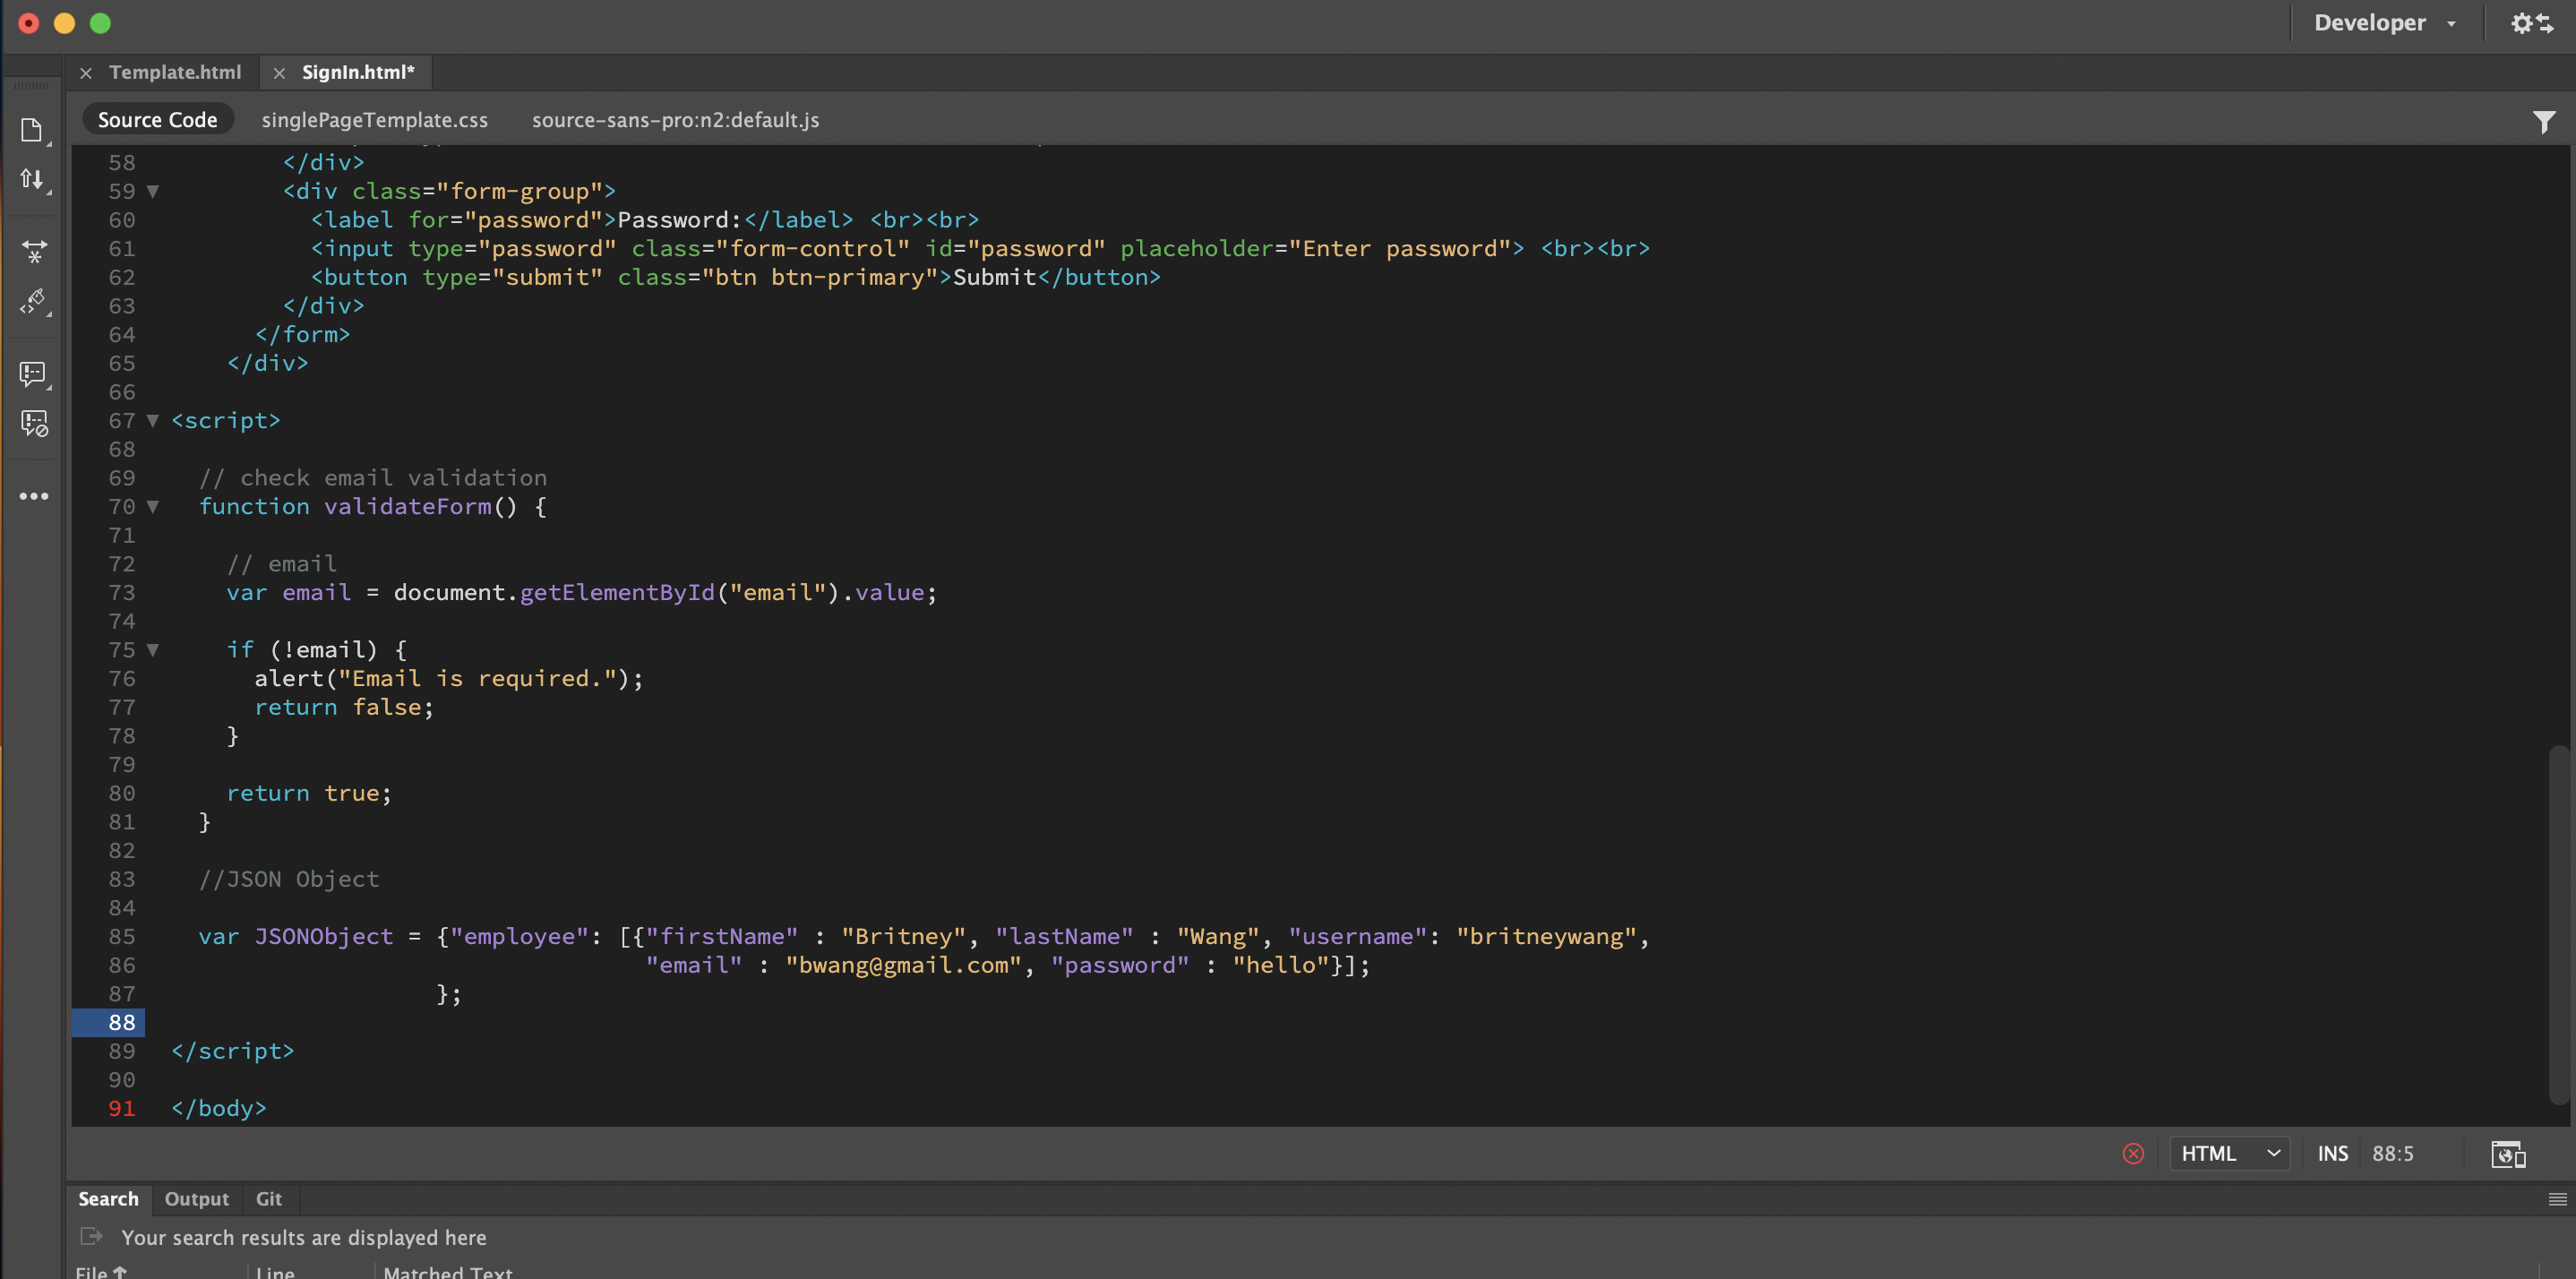 Developer
Template.html SignIn.html*
Source Code singlePageTemplate.css source-sans-pro:n2:default.js
58 </div>
59 <div class="form-group">
60 <label for="password">Password:</label> <br><br>
61 <input type="password" class="form-control" id="password" placeholder="Enter password"> <br><br>
62 <button type="submit" class="btn btn-primary">Submit</button>
63 </div>
64 </form>
65 </div>
66
67 <script>
68
69 // check email validation
70 function validateForm() {
71
72 // email
73 var email = document.getElementById("email").value;
74
75 if (!email) {
76 alert("Email is required.");
77 return false;
78 }
79
80 return true;
81 }
82
83 //JSON Object
84
85 var JSONObject = {"employee": [{"firstName" : "Britney", "lastName" : "Wang", "username": "britneywang",
86 "email" : "bwang@gmail.com", "password" : "hello"}];
87 };
88
89 </script>
90
91 </body>
HTML INS 88:5
Search Output Git
Your search results are displayed here
File Line Matched Text